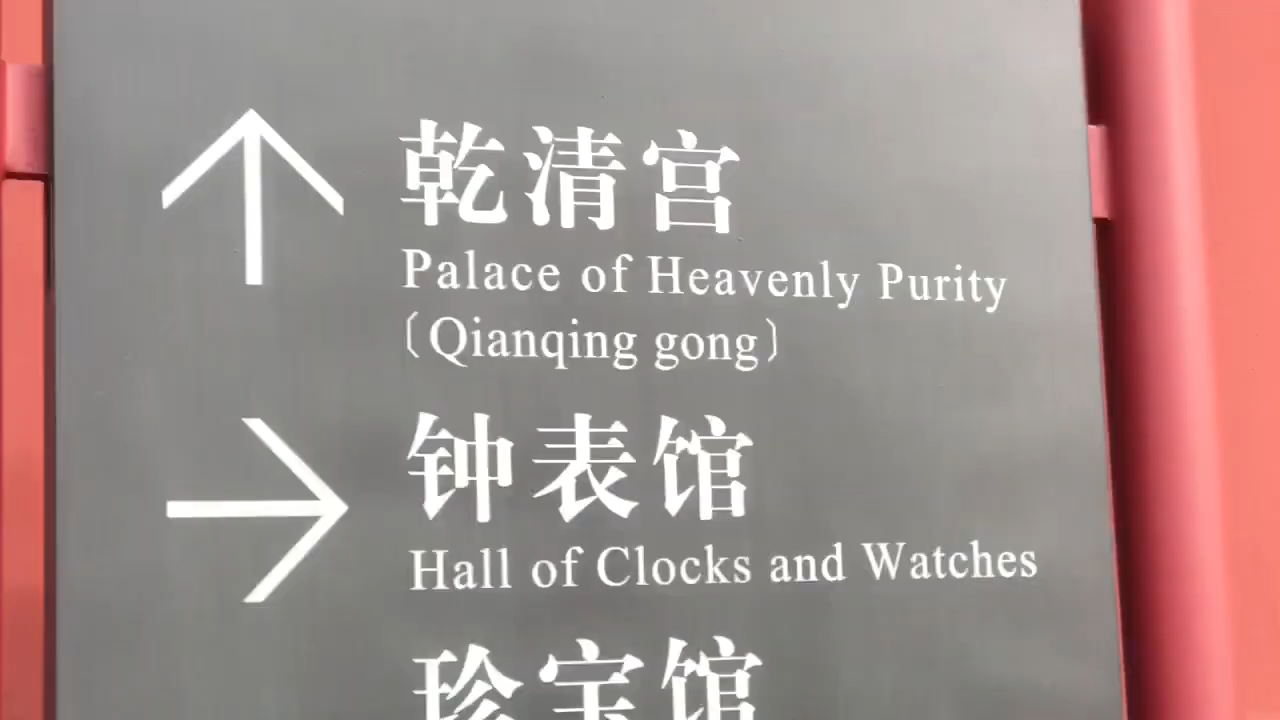 乾清宫
Palace of Heavenly Purity
〔Qianqing gong〕
钟表馆
Hall of Clocks and Watches
珍宝馆